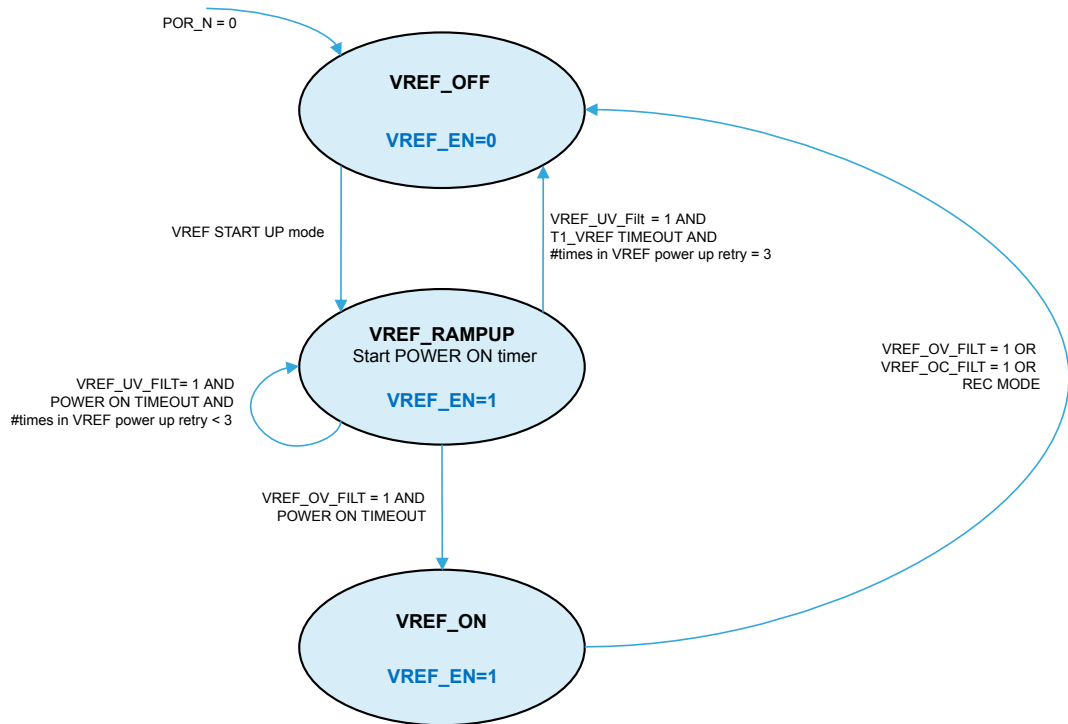 POR_N = 0
VREF_OFF
VREF_EN=0
VREF START UP mode
VREF_UV_Filt = 1 AND
T1_VREF TIMEOUT AND
#times in VREF power up retry = 3
VREF_RAMPUP
Start POWER ON timer
VREF_EN=1
VREF_UV_FILT= 1 AND
POWER ON TIMEOUT AND
#times in VREF power up retry < 3
VREF_OV_FILT = 1 OR
VREF_OC_FILT = 1 OR
REC MODE
VREF_OV_FILT = 1 AND
POWER ON TIMEOUT
VREF_ON
VREF_EN=1